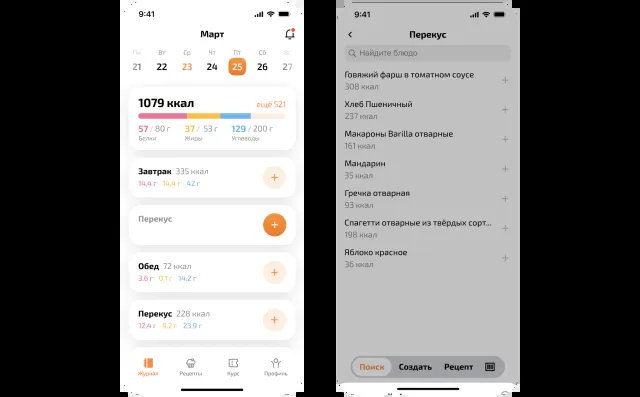 9:41
Март
Пн Вт Ср Чт Пт Сб Вс
21 22 23 24 25 26 27
1079 ккал
ещё 521
57 / 80 г 37 / 53 г 129 / 200 г
Белки Жиры Углеводы
Завтрак 335 ккал
14,4 г 14,4 г 42 г
Перекус
Обед 72 ккал
3,6 г 0,1 г 14,2 г
Перекус 228 ккал
12,4 г 9,2 г 23,9 г
Журнал Рецепты Курс Профиль
9:41
Перекус
Найдите блюдо
Говяжий фарш в томатном соусе
308 ккал
Хлеб Пшеничный
237 ккал
Макароны Barilla отварные
161 ккал
Мандарин
35 ккал
Гречка отварная
93 ккал
Спагетти отварные из твёрдых сорт...
198 ккал
Яблоко красное
36 ккал
Поиск Создать Рецепт